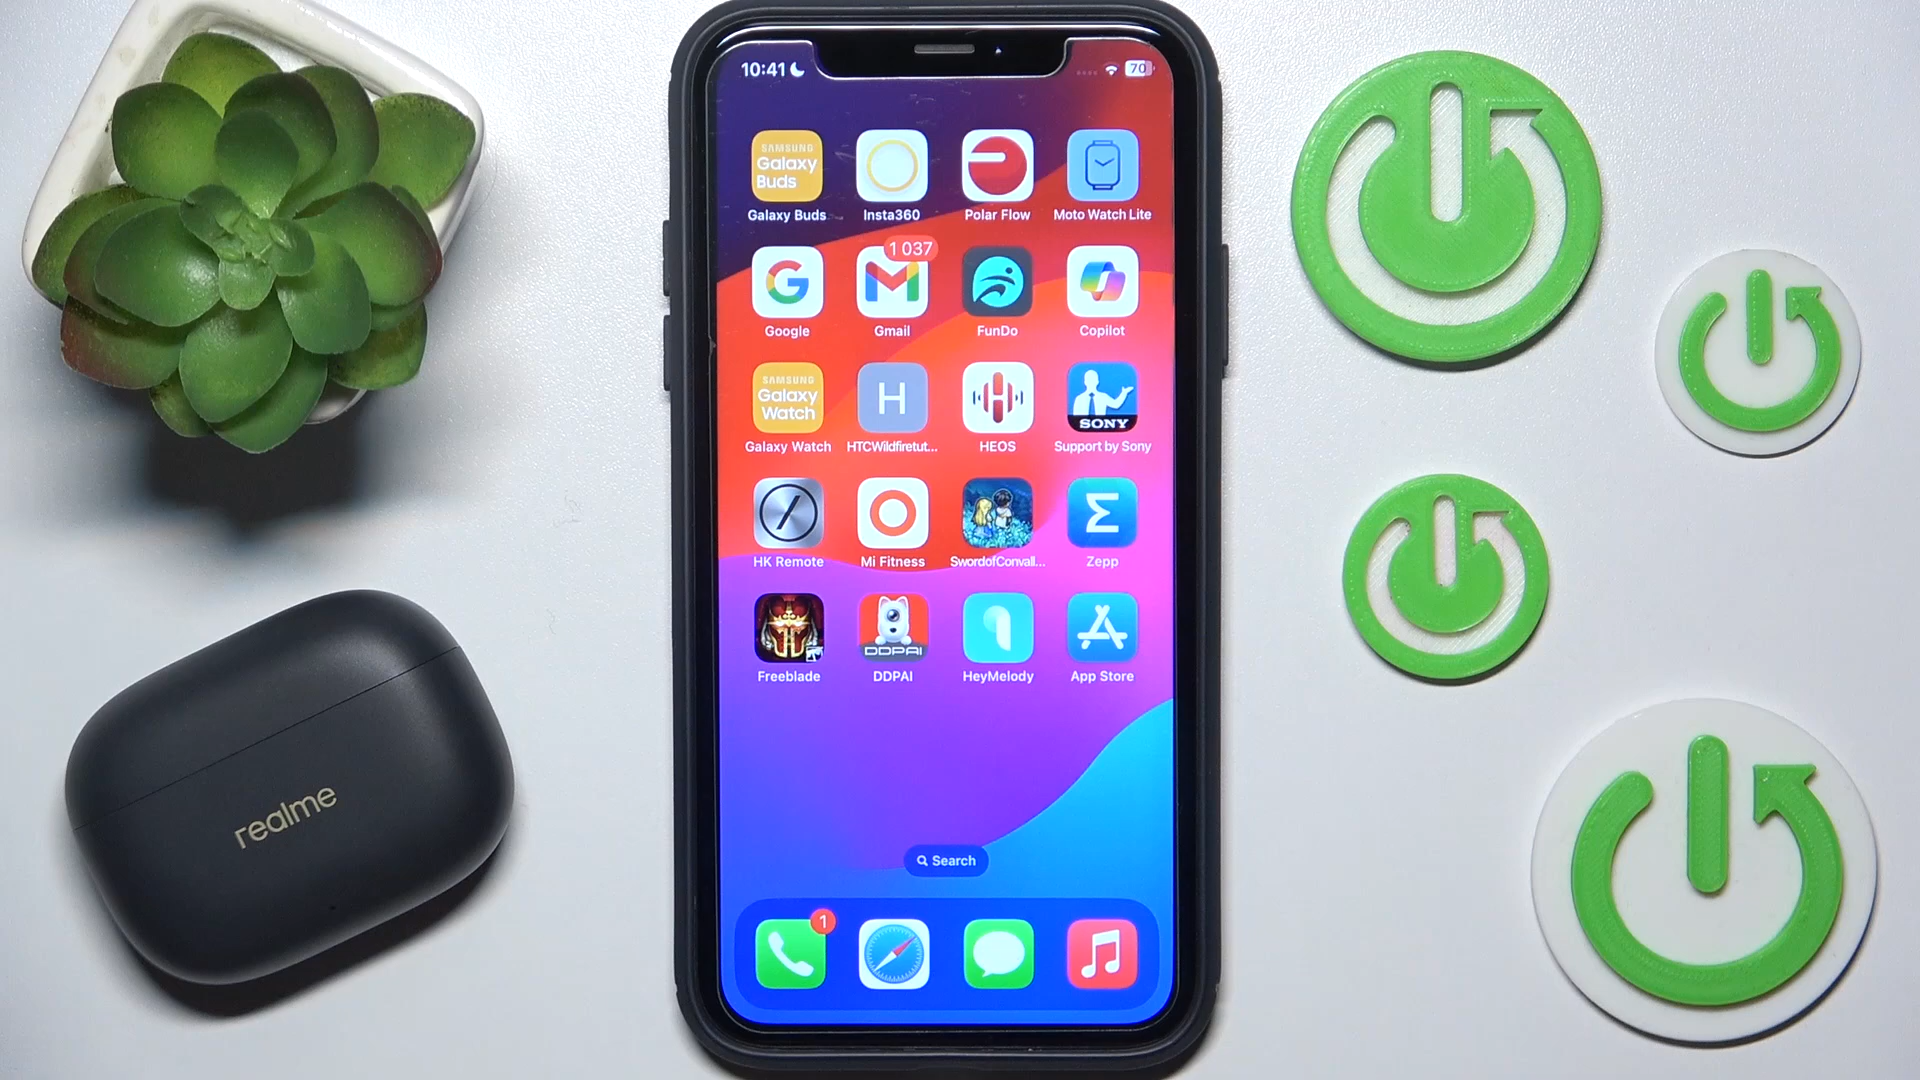 10:41
70
SAMSUNG
Galaxy
Buds
Galaxy Buds
Insta360
Polar Flow
Moto Watch Lite
1 037
Google
Gmail
FunDo
Copilot
SAMSUNG
Galaxy
Watch
H
SONY
Galaxy Watch
HTCWildfiretut...
HEOS
Support by Sony
HK Remote
Mi Fitness
SwordofConvall...
Zepp
DDPAI
Freeblade
DDPAI
HeyMelody
App Store
Search
1
realme